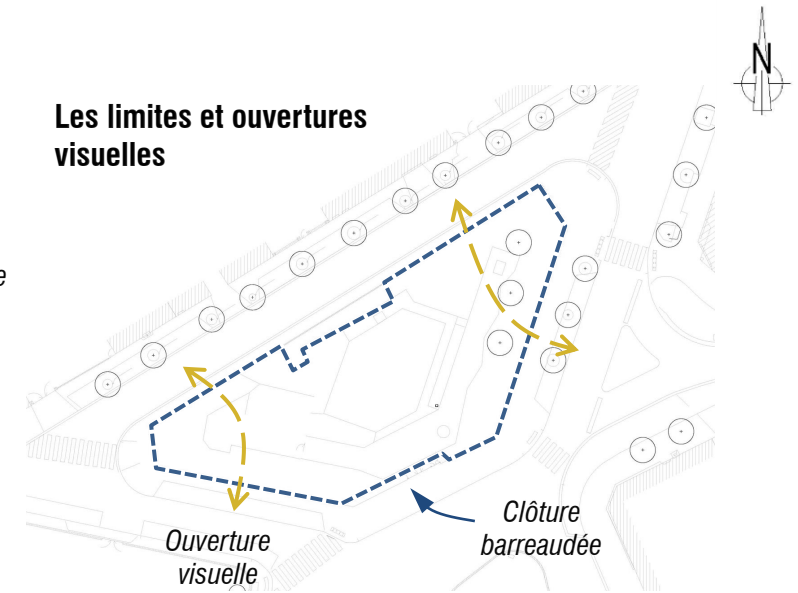 N
Les limites et ouvertures
visuelles
e
Clôture
barreaudée
Ouverture
visuelle